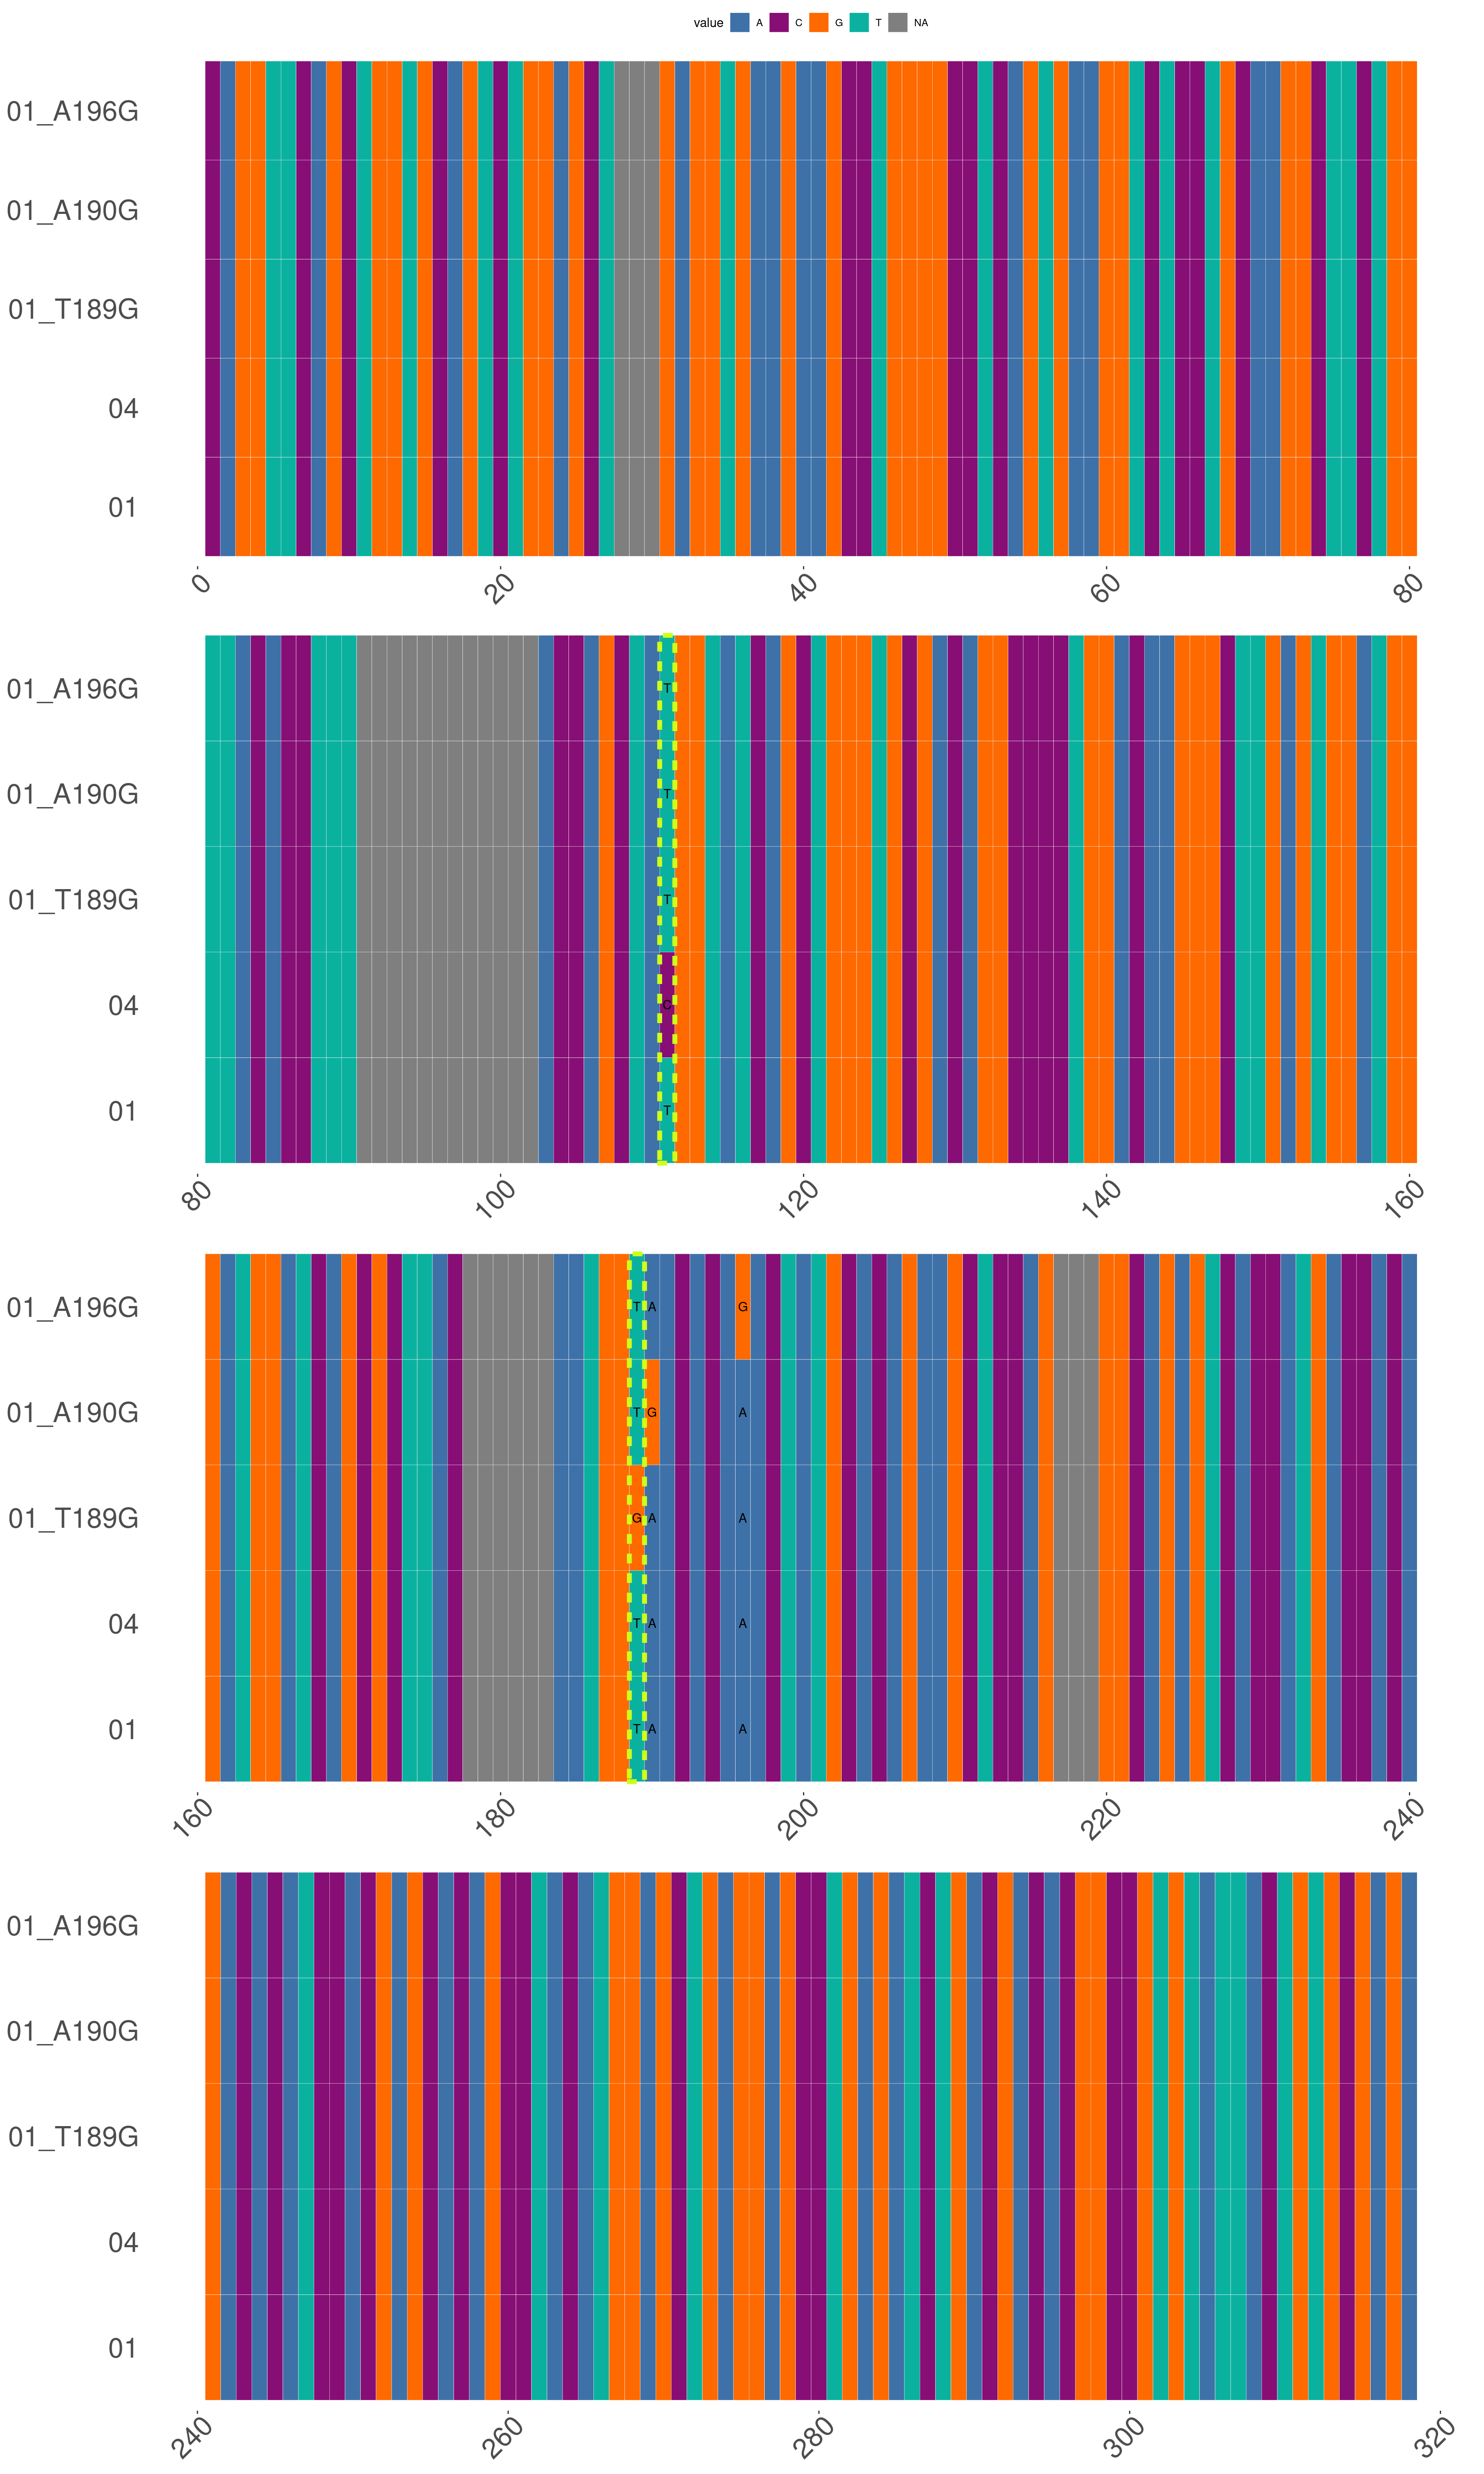 value A C G T NA
01_A196G
01_A190G
01_T189G
04
01
0 20 40 60 80
01_A196G T
01_A190G T
01_T189G T
04 C
01 T
80 100 120 140 160
01_A196G T A G
01_A190G T G A
01_T189G G A A
04 T A A
01 T A A
160 180 200 220 240
01_A196G
01_A190G
01_T189G
04
01
240 260 280 300 320